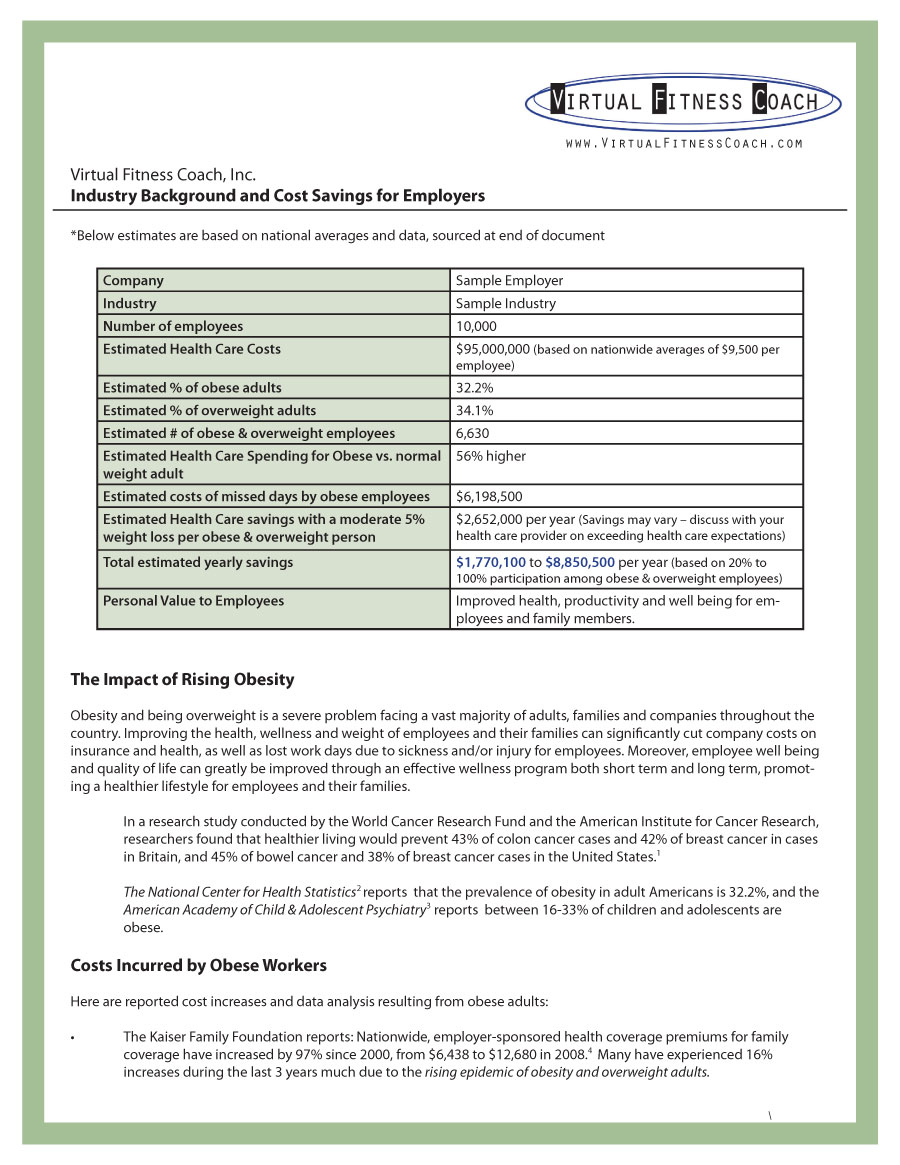 VIRTUAL FITNESS COACH
WWW.VIRTUALFITNESSCOACH.COM
Virtual Fitness Coach, Inc.
Industry Background and Cost Savings for Employers
*Below estimates are based on national averages and data, sourced at end of document
Company Sample Employer
Industry Sample Industry
Number of employees 10,000
Estimated Health Care Costs $95,000,000 (based on nationwide averages of $9,500 per
employee)
Estimated % of obese adults 32.2%
Estimated % of overweight adults 34.1%
Estimated # of obese & overweight employees 6,630
Estimated Health Care Spending for Obese vs. normal 56% higher
weight adult
Estimated costs of missed days by obese employees $6,198,500
Estimated Health Care savings with a moderate 5% $2,652,000 per year (Savings may vary – discuss with your
weight loss per obese & overweight person health care provider on exceeding health care expectations)
Total estimated yearly savings $1,770,100 to $8,850,500 per year (based on 20% to
100% participation among obese & overweight employees)
Personal Value to Employees Improved health, productivity and well being for em-
ployees and family members.
The Impact of Rising Obesity
Obesity and being overweight is a severe problem facing a vast majority of adults, families and companies throughout the
country. Improving the health, wellness and weight of employees and their families can significantly cut company costs on
insurance and health, as well as lost work days due to sickness and/or injury for employees. Moreover, employee well being
and quality of life can greatly be improved through an effective wellness program both short term and long term, promot-
ing a healthier lifestyle for employees and their families.
In a research study conducted by the World Cancer Research Fund and the American Institute for Cancer Research,
researchers found that healthier living would prevent 43% of colon cancer cases and 42% of breast cancer in cases
in Britain, and 45% of bowel cancer and 38% of breast cancer cases in the United States.1
The National Center for Health Statistics2 reports that the prevalence of obesity in adult Americans is 32.2%, and the
American Academy of Child & Adolescent Psychiatry3 reports between 16-33% of children and adolescents are
obese.
Costs Incurred by Obese Workers
Here are reported cost increases and data analysis resulting from obese adults:
• The Kaiser Family Foundation reports: Nationwide, employer-sponsored health coverage premiums for family
coverage have increased by 97% since 2000, from $6,438 to $12,680 in 2008.4 Many have experienced 16%
increases during the last 3 years much due to the rising epidemic of obesity and overweight adults.
\